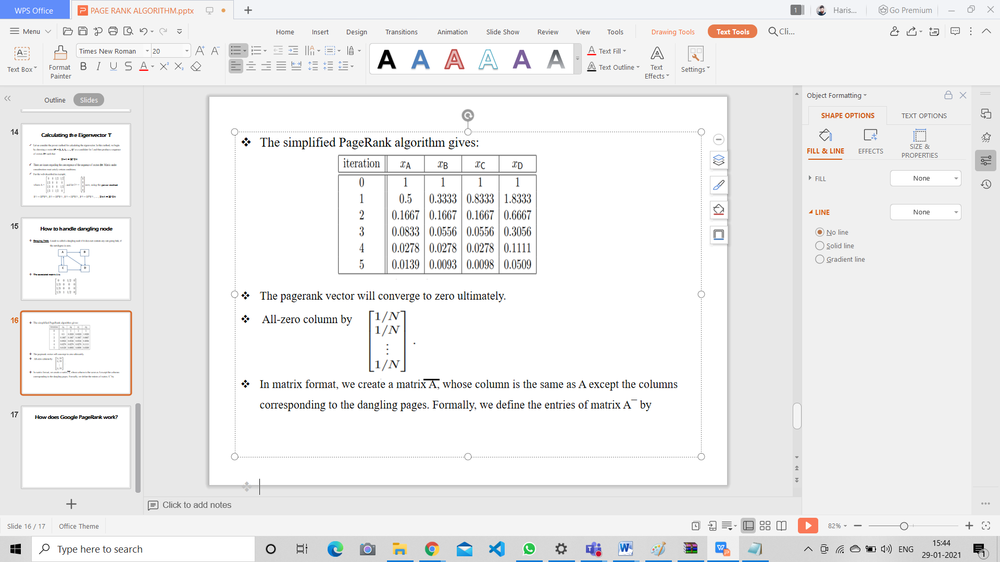 WPS Office
PAGE RANK ALGORITHM.pptx
1
Haris...
Go Premium
Menu
Home
Insert
Design
Transitions
Animation
Slide Show
Review
View
Tools
Drawing Tools
Text Tools
Cli...
Text Box
Format Painter
Times New Roman
20
Text Fill
Text Outline
Text Effects
Settings
Outline
Slides
14
Calculating the Eigenvector 'I'
15
How to handle dangling node
16
17
How does Google PageRank work?
The simplified PageRank algorithm gives:
iteration xA xB xC xD
0 1 1 1 1
1 0.5 0.3333 0.8333 1.8333
2 0.1667 0.1667 0.1667 0.6667
3 0.0833 0.0556 0.0556 0.3056
4 0.0278 0.0278 0.0278 0.1111
5 0.0139 0.0093 0.0098 0.0509
The pagerank vector will converge to zero ultimately.
All-zero column by
1/N
1/N
⋮
1/N
.
In matrix format, we create a matrix A̅, whose column is the same as A except the columns
corresponding to the dangling pages. Formally, we define the entries of matrix A¯ by
Object Formatting
SHAPE OPTIONS
TEXT OPTIONS
FILL & LINE
EFFECTS
SIZE & PROPERTIES
FILL
None
LINE
None
No line
Solid line
Gradient line
Click to add notes
Slide 16 / 17
Office Theme
82%
Type here to search
ENG
15:44
29-01-2021
1